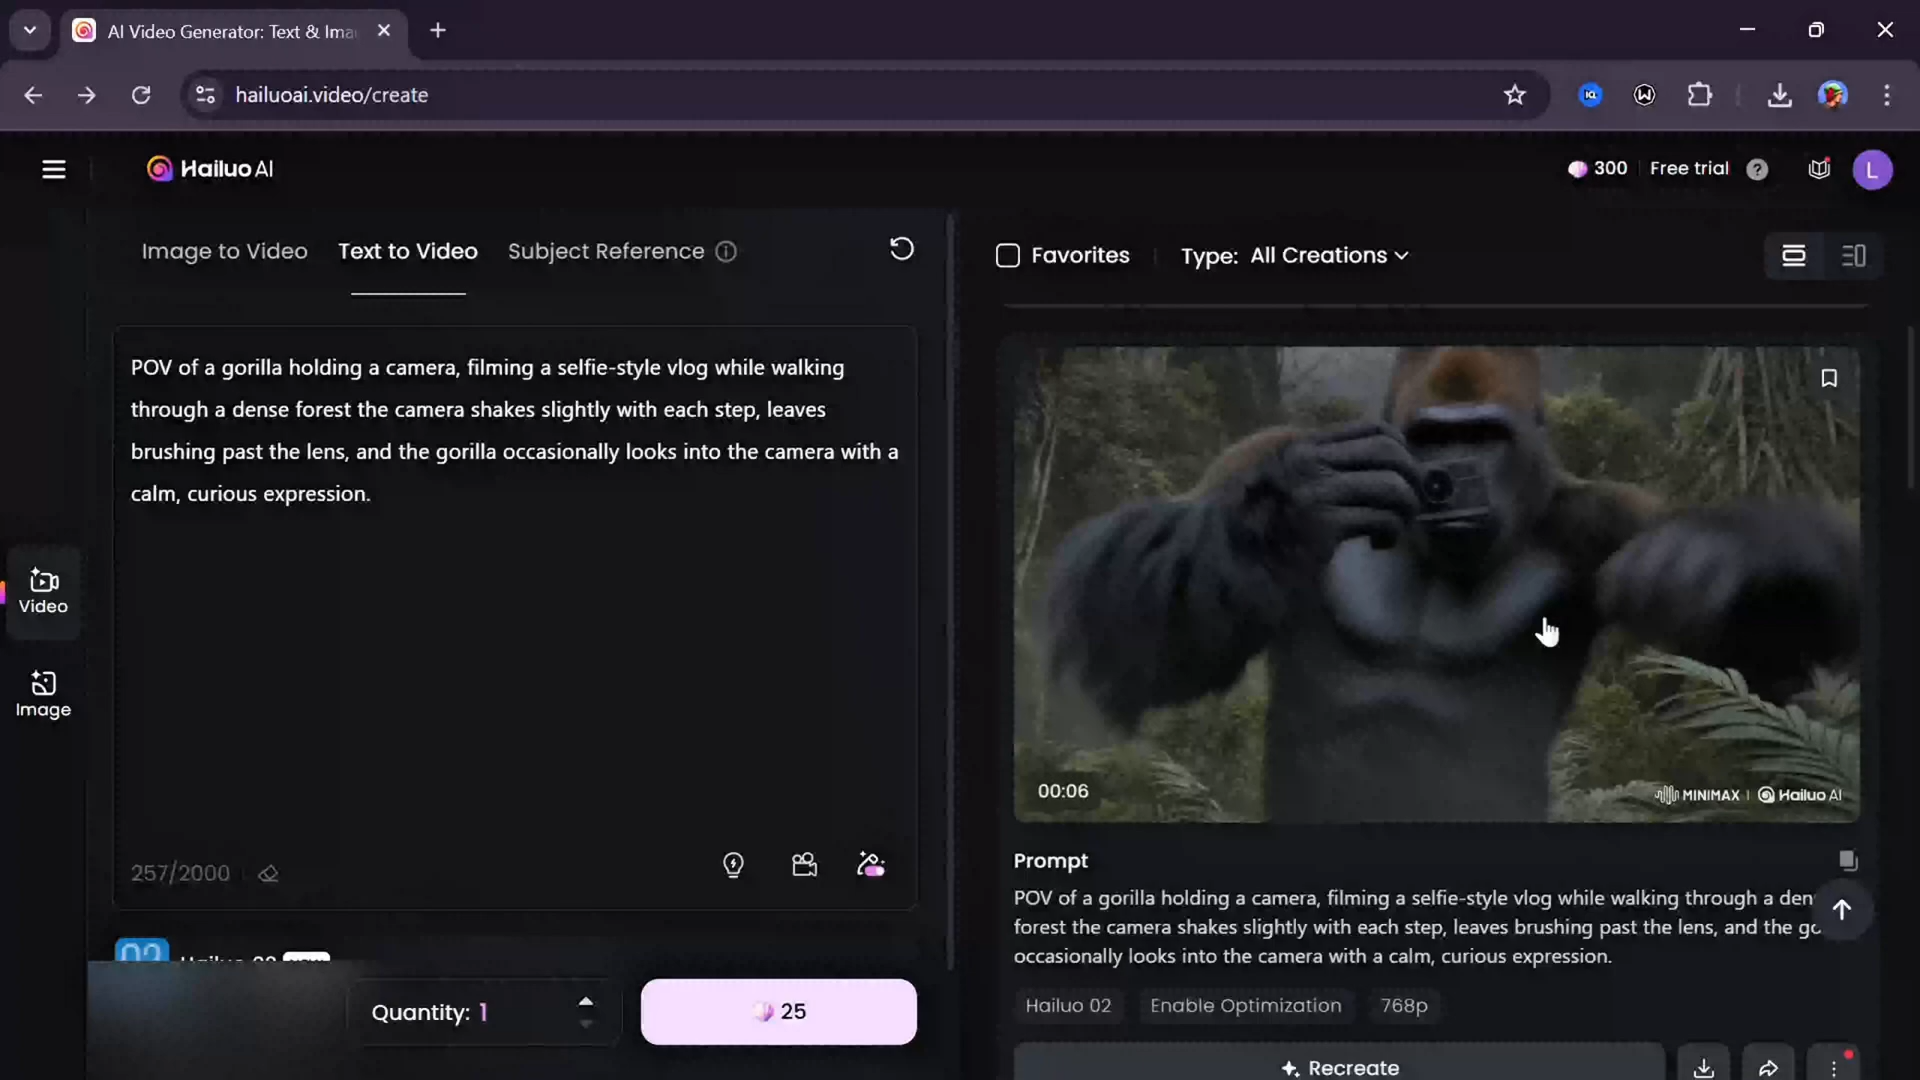 AI Video Generator: Text & Ima
hailuoai.video/create
Hailuo AI
300
Free trial
L
Image to Video
Text to Video
Subject Reference
Favorites
Type: All Creations
POV of a gorilla holding a camera, filming a selfie-style vlog while walking
through a dense forest the camera shakes slightly with each step, leaves
brushing past the lens, and the gorilla occasionally looks into the camera with a
calm, curious expression.
Video
Image
257/2000
Hailuo 02
Quantity: 1
25
00:06
MINIMAX | Hailuo AI
Prompt
POV of a gorilla holding a camera, filming a selfie-style vlog while walking through a den
forest the camera shakes slightly with each step, leaves brushing past the lens, and the go
occasionally looks into the camera with a calm, curious expression.
Hailuo 02
Enable Optimization
768p
Recreate